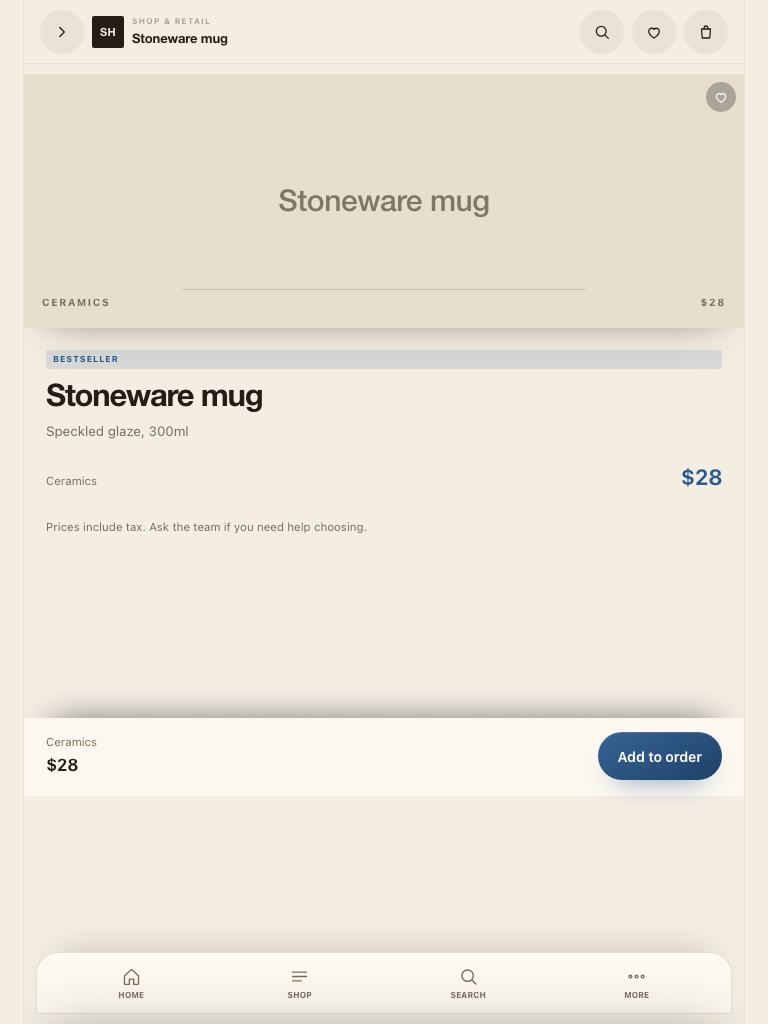 SH
SHOP & RETAIL
Stoneware mug
Stoneware mug
CERAMICS
$28
BESTSELLER
Stoneware mug
Speckled glaze, 300ml
Ceramics
$28
Prices include tax. Ask the team if you need help choosing.
Ceramics
$28
Add to order
HOME
SHOP
SEARCH
MORE